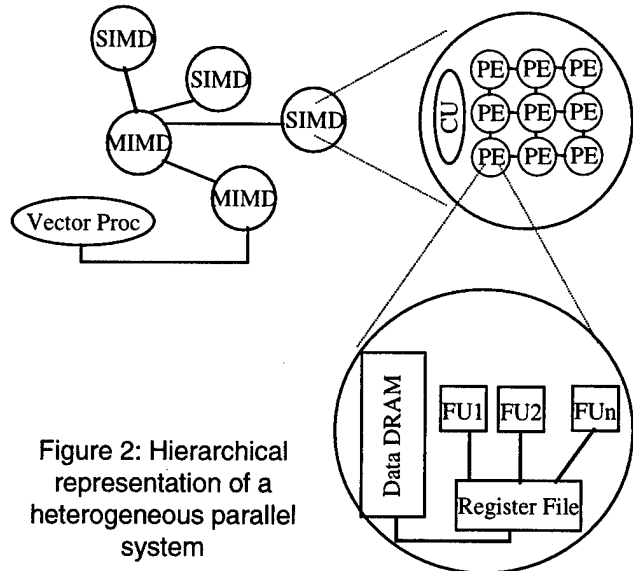 SIMD
SIMD
SIMD
MIMD
MIMD
Vector Proc
CU
PE PE PE
PE PE PE
PE PE PE
Data DRAM
FU1 FU2 FUn
Register File
Figure 2: Hierarchical
representation of a
heterogeneous parallel
system